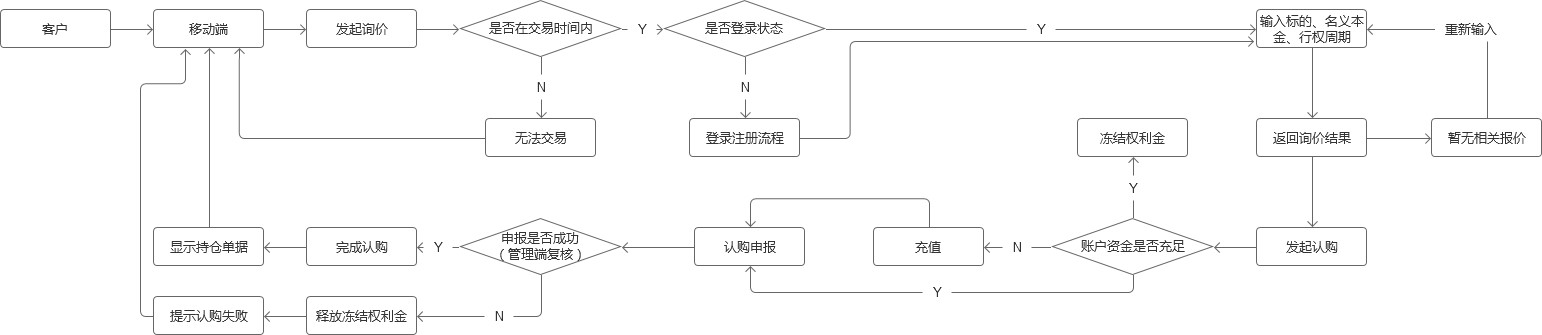 客户
移动端
发起询价
是否在交易时间内
Y
是否登录状态
Y
输入标的、名义本
金、行权周期
重新输入
N
N
无法交易
登录注册流程
冻结权利金
返回询价结果
暂无相关报价
Y
显示持仓单据
完成认购
Y
申报是否成功
（管理端复核）
认购申报
充值
N
账户资金是否充足
发起认购
Y
提示认购失败
释放冻结权利金
N